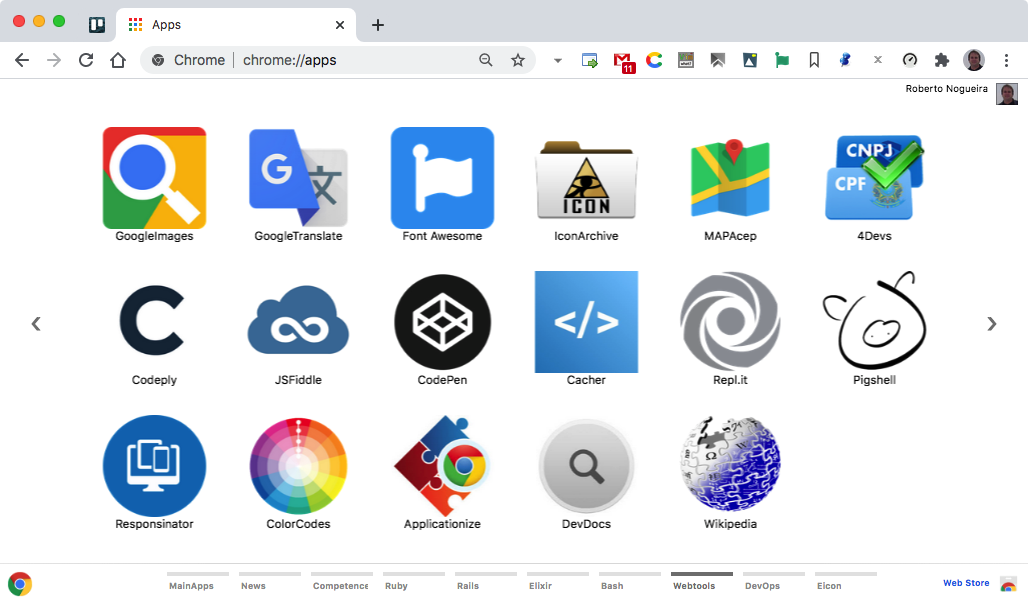 Apps
Chrome
chrome://apps
11
Roberto Nogueira
G 文
ICON
CNPJ
CPF
GoogleImages
GoogleTranslate
Font Awesome
IconArchive
MAPAcep
4Devs
C
</>
Codeply
JSFiddle
CodePen
Cacher
Repl.it
Pigshell
Ω W
Responsinator
ColorCodes
Applicationize
DevDocs
Wikipedia
MainApps
News
Competence
Ruby
Rails
Elixir
Bash
Webtools
DevOps
Eicon
Web Store